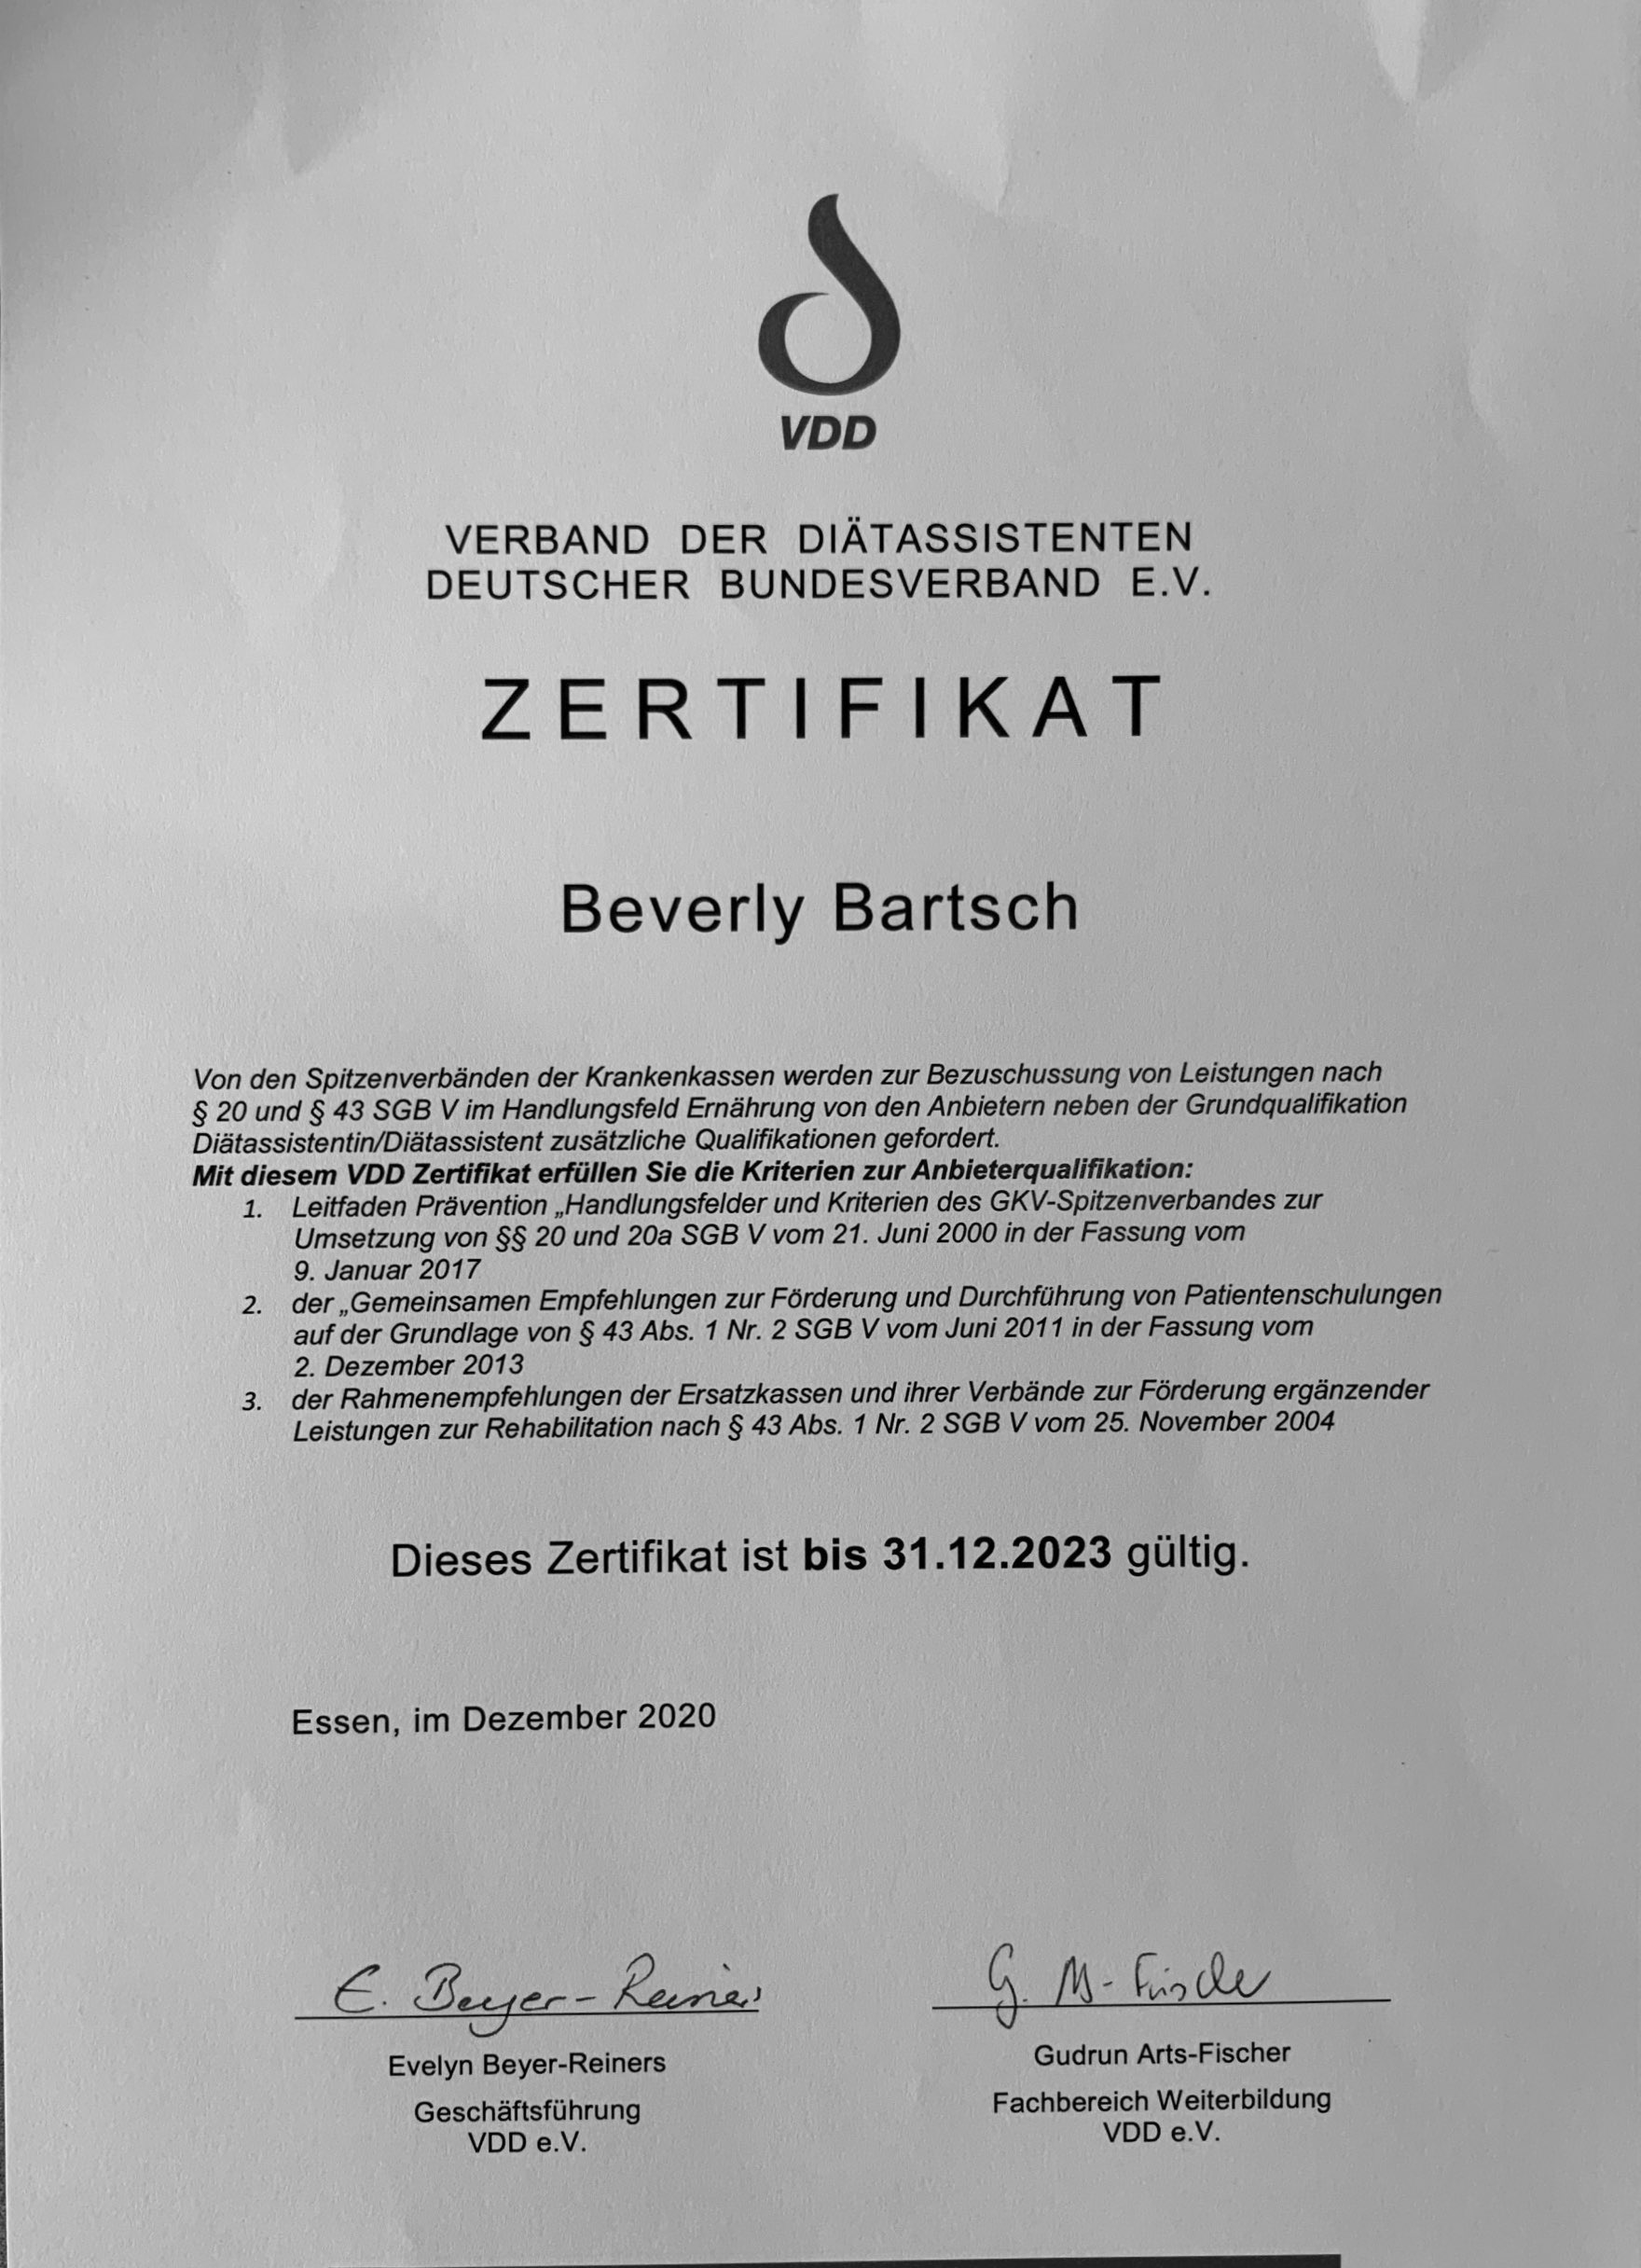 VDD
VERBAND DER DIÄTASSISTENTEN
DEUTSCHER BUNDESVERBAND E.V.
ZERTIFIKAT
Beverly Bartsch
Von den Spitzenverbänden der Krankenkassen werden zur Bezuschussung von Leistungen nach
§ 20 und § 43 SGB V im Handlungsfeld Ernährung von den Anbietern neben der Grundqualifikation
Diätassistentin/Diätassistent zusätzliche Qualifikationen gefordert.
Mit diesem VDD Zertifikat erfüllen Sie die Kriterien zur Anbieterqualifikation:
1. Leitfaden Prävention „Handlungsfelder und Kriterien des GKV-Spitzenverbandes zur
Umsetzung von §§ 20 und 20a SGB V vom 21. Juni 2000 in der Fassung vom
9. Januar 2017
2. der „Gemeinsamen Empfehlungen zur Förderung und Durchführung von Patientenschulungen
auf der Grundlage von § 43 Abs. 1 Nr. 2 SGB V vom Juni 2011 in der Fassung vom
2. Dezember 2013
3. der Rahmenempfehlungen der Ersatzkassen und ihrer Verbände zur Förderung ergänzender
Leistungen zur Rehabilitation nach § 43 Abs. 1 Nr. 2 SGB V vom 25. November 2004
Dieses Zertifikat ist bis 31.12.2023 gültig.
Essen, im Dezember 2020
E. Beyer-Reiners
Evelyn Beyer-Reiners
Geschäftsführung
VDD e.V.
G. A-Fischer
Gudrun Arts-Fischer
Fachbereich Weiterbildung
VDD e.V.